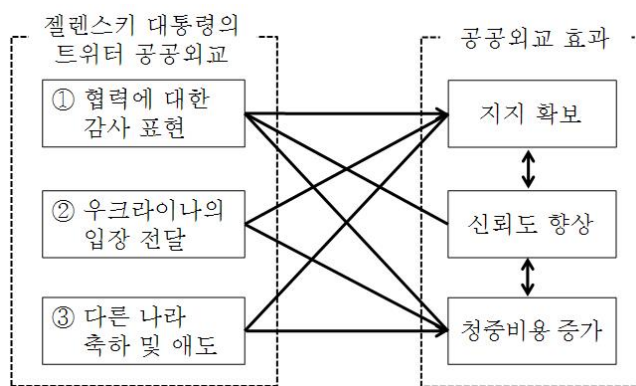 젤렌스키 대통령의
트위터 공공외교
① 협력에 대한
감사 표현
② 우크라이나의
입장 전달
③ 다른 나라
축하 및 애도
공공외교 효과
지지 확보
신뢰도 향상
청중비용 증가